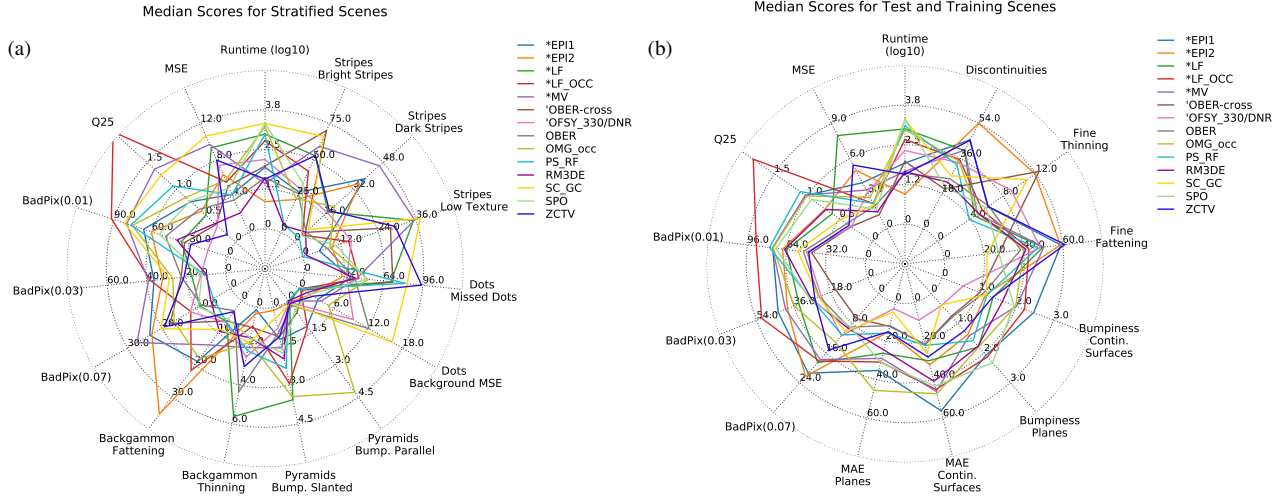 Median Scores for Stratified Scenes
(a)
Runtime (log10)
Stripes
Bright Stripes
Stripes
Dark Stripes
Stripes
Low Texture
Dots
Missed Dots
Dots
Background MSE
Pyramids
Bump. Parallel
Pyramids
Bump. Slanted
Backgammon
Thinning
Backgammon
Fattening
BadPix(0.07)
BadPix(0.03)
BadPix(0.01)
Q25
MSE
3.8
75.0
48.0
36.0
96.0
18.0
4.5
4.5
6.0
30.0
30.0
60.0
90.0
1.5
12.0
*EPI1
*EPI2
*LF
*LF_OCC
*MV
'OBER-cross
'OFSY_330/DNR
OBER
OMG_occ
PS_RF
RM3DE
SC_GC
SPO
ZCTV
Median Scores for Test and Training Scenes
(b)
Runtime
(log10)
Discontinuities
Fine
Thinning
Fine
Fattening
Bumpiness
Contin.
Surfaces
Bumpiness
Planes
MAE
Contin.
Surfaces
MAE
Planes
BadPix(0.07)
BadPix(0.03)
BadPix(0.01)
Q25
MSE
3.8
54.0
12.0
60.0
3.0
3.0
60.0
60.0
24.0
54.0
96.0
1.5
9.0
*EPI1
*EPI2
*LF
*LF_OCC
*MV
'OBER-cross
'OFSY_330/DNR
OBER
OMG_occ
PS_RF
RM3DE
SC_GC
SPO
ZCTV